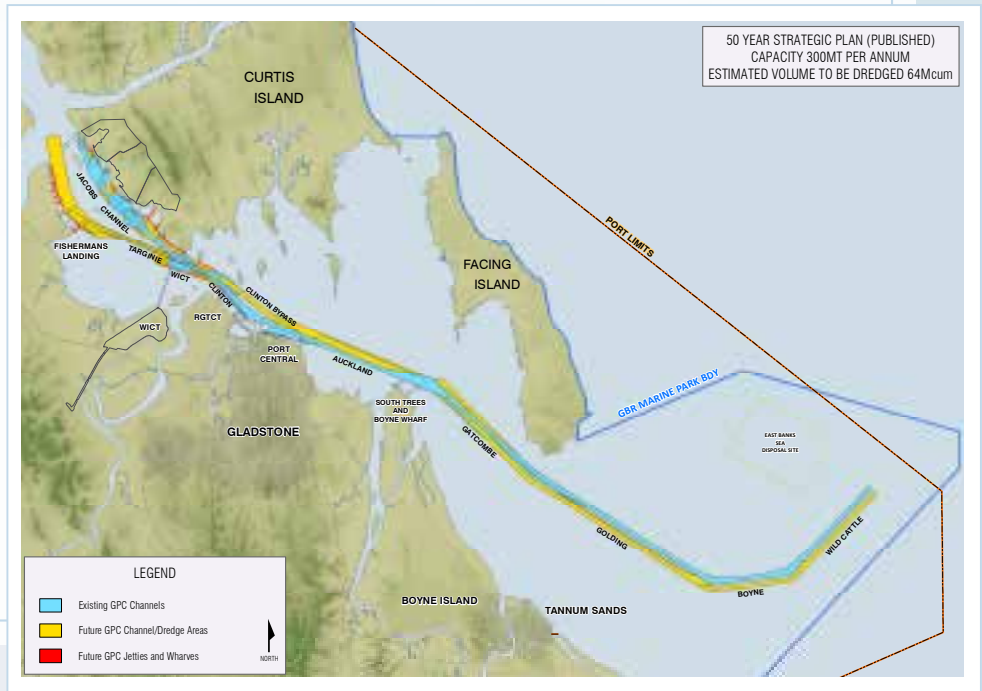 50 YEAR STRATEGIC PLAN (PUBLISHED)
CAPACITY 300MT PER ANNUM
ESTIMATED VOLUME TO BE DREDGED 64Mcum
CURTIS
ISLAND
JACOBS
CHANNEL
PORT LIMITS
FISHERMANS
LANDING
TARGINIE
WICT
FACING
ISLAND
CLINTON
CLINTON BYPASS
RGTCT
WICT
PORT
CENTRAL
AUCKLAND
GBR MARINE PARK BDY
SOUTH TREES
AND
BOYNE WHARF
GLADSTONE
GATCOMBE
EAST BANKS
SEA
DISPOSAL SITE
GOLDING
WILD CATTLE
BOYNE
BOYNE ISLAND
TANNUM SANDS
LEGEND
Existing GPC Channels
Future GPC Channel/Dredge Areas
Future GPC Jetties and Wharves
NORTH